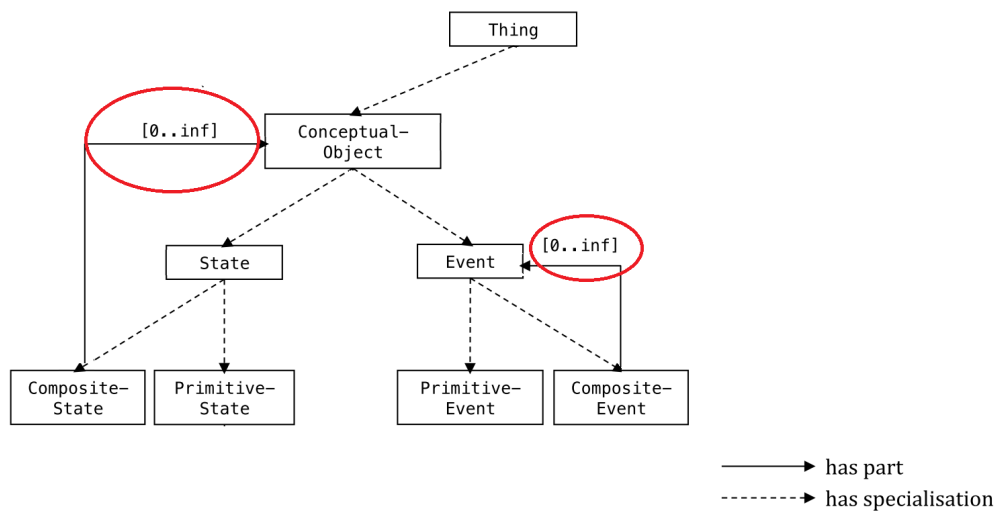 Thing
[0..inf]
Conceptual-
Object
State
Event
[0..inf]
Composite-
State
Primitive-
State
Primitive-
Event
Composite-
Event
has part
has specialisation